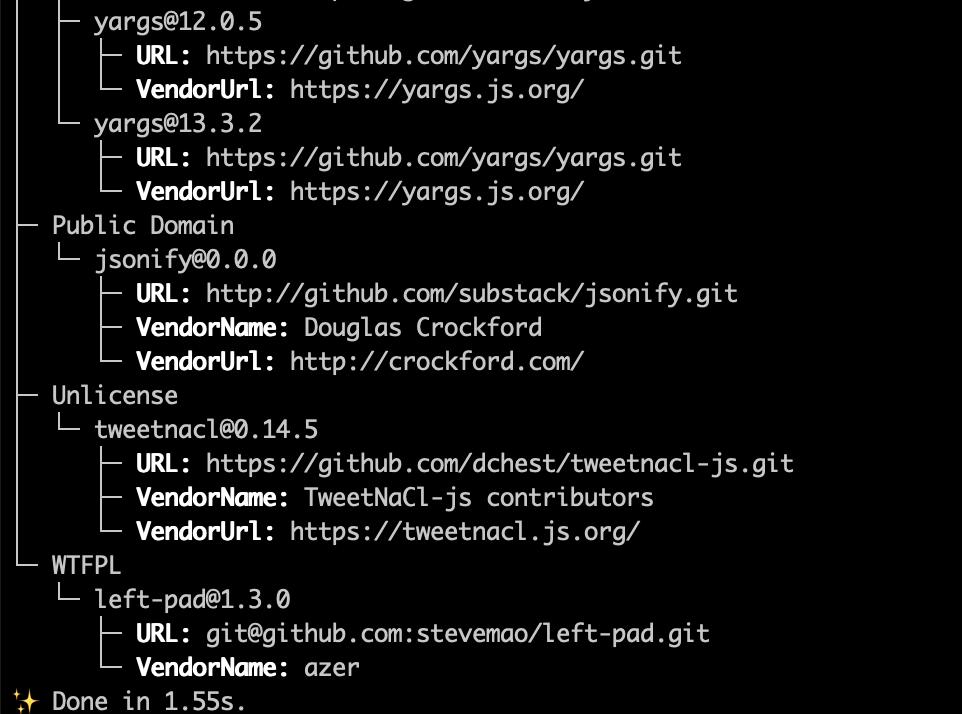 yargs@12.0.5
URL: https://github.com/yargs/yargs.git
VendorUrl: https://yargs.js.org/
yargs@13.3.2
URL: https://github.com/yargs/yargs.git
VendorUrl: https://yargs.js.org/
Public Domain
jsonify@0.0.0
URL: http://github.com/substack/jsonify.git
VendorName: Douglas Crockford
VendorUrl: http://crockford.com/
Unlicense
tweetnacl@0.14.5
URL: https://github.com/dchest/tweetnacl-js.git
VendorName: TweetNaCl-js contributors
VendorUrl: https://tweetnacl.js.org/
WTFPL
left-pad@1.3.0
URL: git@github.com:stevemao/left-pad.git
VendorName: azer
✨ Done in 1.55s.